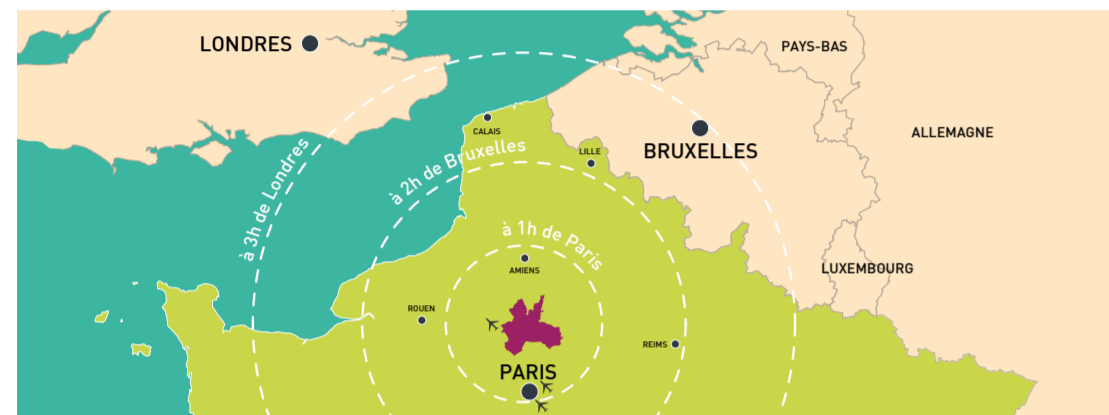 LONDRES
PAYS-BAS
CALAIS
ALLEMAGNE
BRUXELLES
LILLE
à 3h de Londres
à 2h de Bruxelles
à 1h de Paris
AMIENS
LUXEMBOURG
ROUEN
REIMS
PARIS